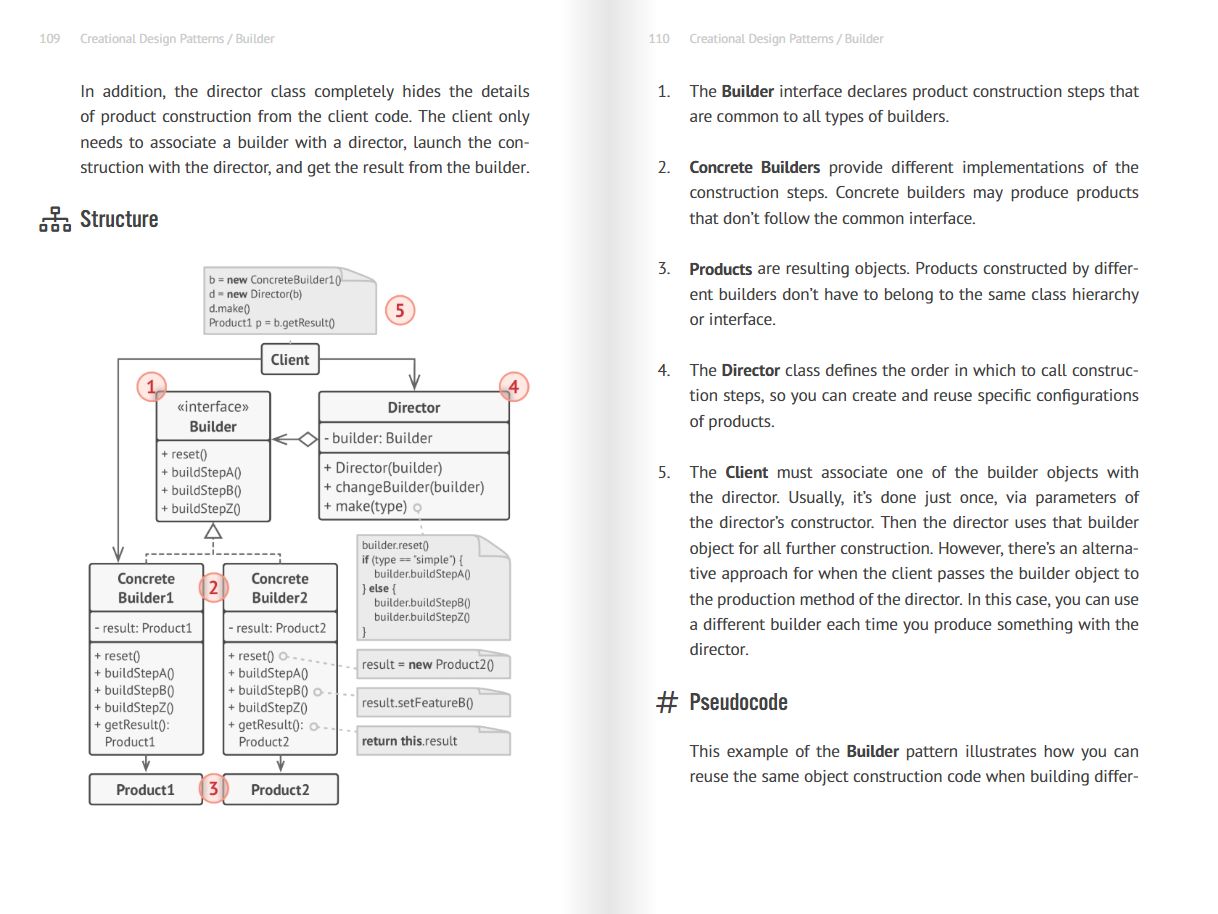 109 Creational Design Patterns / Builder
In addition, the director class completely hides the details
of product construction from the client code. The client only
needs to associate a builder with a director, launch the con-
struction with the director, and get the result from the builder.
Structure
b = new ConcreteBuilder1()
d = new Director(b)
d.make()
Product1 p = b.getResult()
5
Client
1
«interface»
Builder
+ reset()
+ buildStepA()
+ buildStepB()
+ buildStepZ()
4
Director
- builder: Builder
+ Director(builder)
+ changeBuilder(builder)
+ make(type)
builder.reset()
if (type == "simple") {
builder.buildStepA()
} else {
builder.buildStepB()
builder.buildStepZ()
}
Concrete
Builder1
- result: Product1
+ reset()
+ buildStepA()
+ buildStepB()
+ buildStepZ()
+ getResult():
Product1
2
Concrete
Builder2
- result: Product2
+ reset()
+ buildStepA()
+ buildStepB()
+ buildStepZ()
+ getResult():
Product2
result = new Product2()
result.setFeatureB()
return this.result
Product1
3
Product2
110 Creational Design Patterns / Builder
1. The Builder interface declares product construction steps that
are common to all types of builders.
2. Concrete Builders provide different implementations of the
construction steps. Concrete builders may produce products
that don’t follow the common interface.
3. Products are resulting objects. Products constructed by differ-
ent builders don’t have to belong to the same class hierarchy
or interface.
4. The Director class defines the order in which to call construc-
tion steps, so you can create and reuse specific configurations
of products.
5. The Client must associate one of the builder objects with
the director. Usually, it’s done just once, via parameters of
the director’s constructor. Then the director uses that builder
object for all further construction. However, there’s an alterna-
tive approach for when the client passes the builder object to
the production method of the director. In this case, you can use
a different builder each time you produce something with the
director.
# Pseudocode
This example of the Builder pattern illustrates how you can
reuse the same object construction code when building differ-